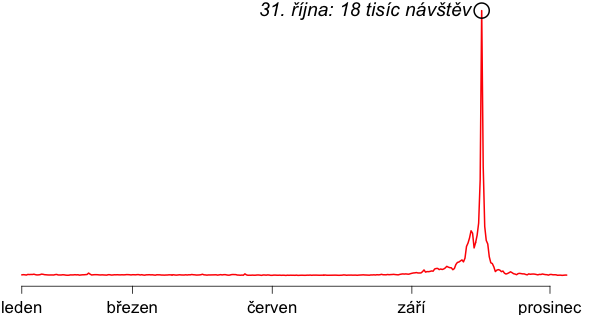 31. října: 18 tisíc návštěv
leden březen červen září prosinec